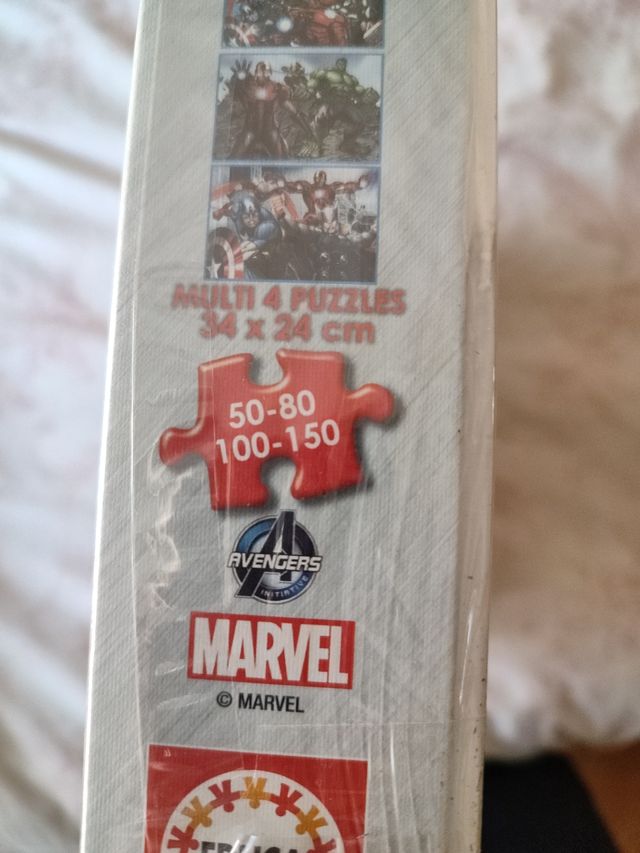 MULTI 4 PUZZLES
34 x 24 cm
50-80
100-150
AVENGERS
INITIATIVE
MARVEL
© MARVEL